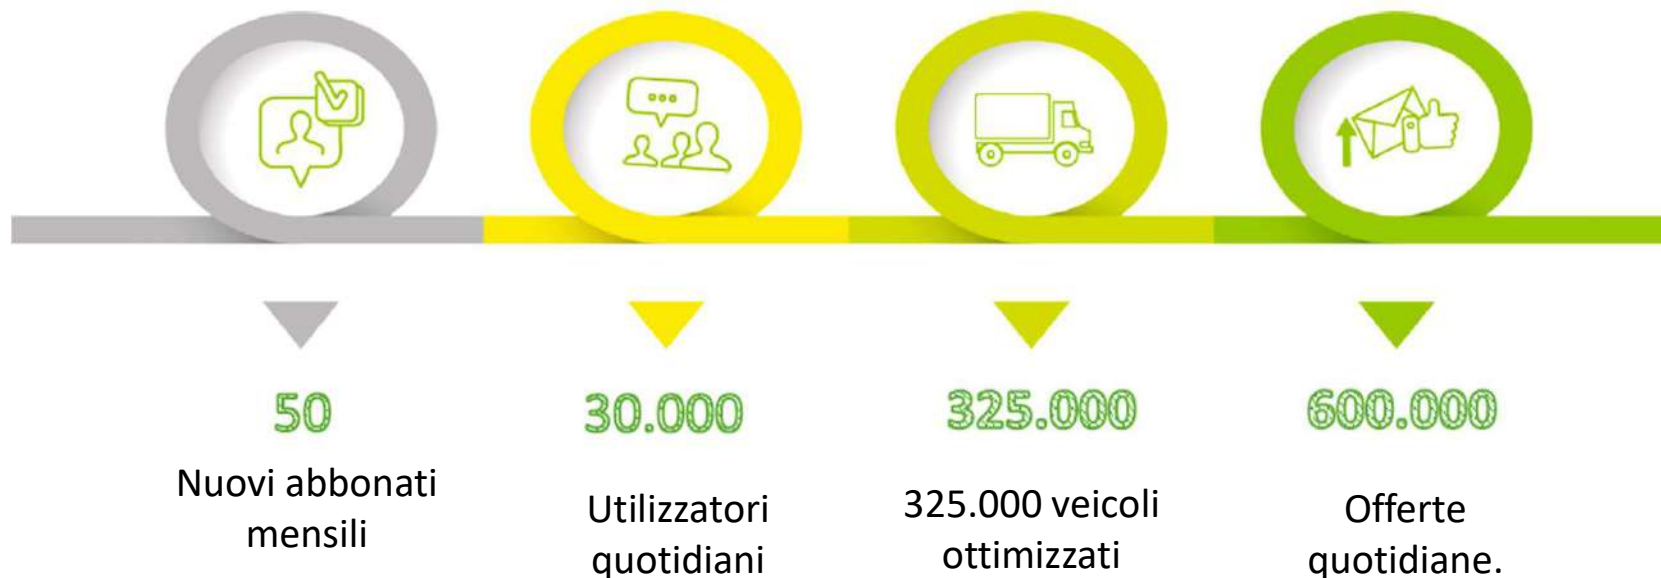 50
Nuovi abbonati
mensili
30.000
Utilizzatori
quotidiani
325.000
325.000 veicoli
ottimizzati
600.000
Offerte
quotidiane.